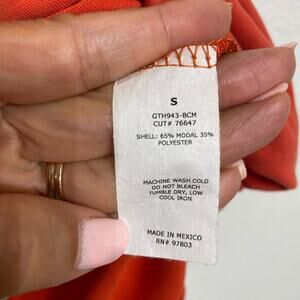 S
GTH943-BCM
CUT# 76647
SHELL: 65% MODAL 35%
POLYESTER
MACHINE WASH COLD
DO NOT BLEACH
TUMBLE DRY, LOW
COOL IRON
MADE IN MEXICO
RN# 97803